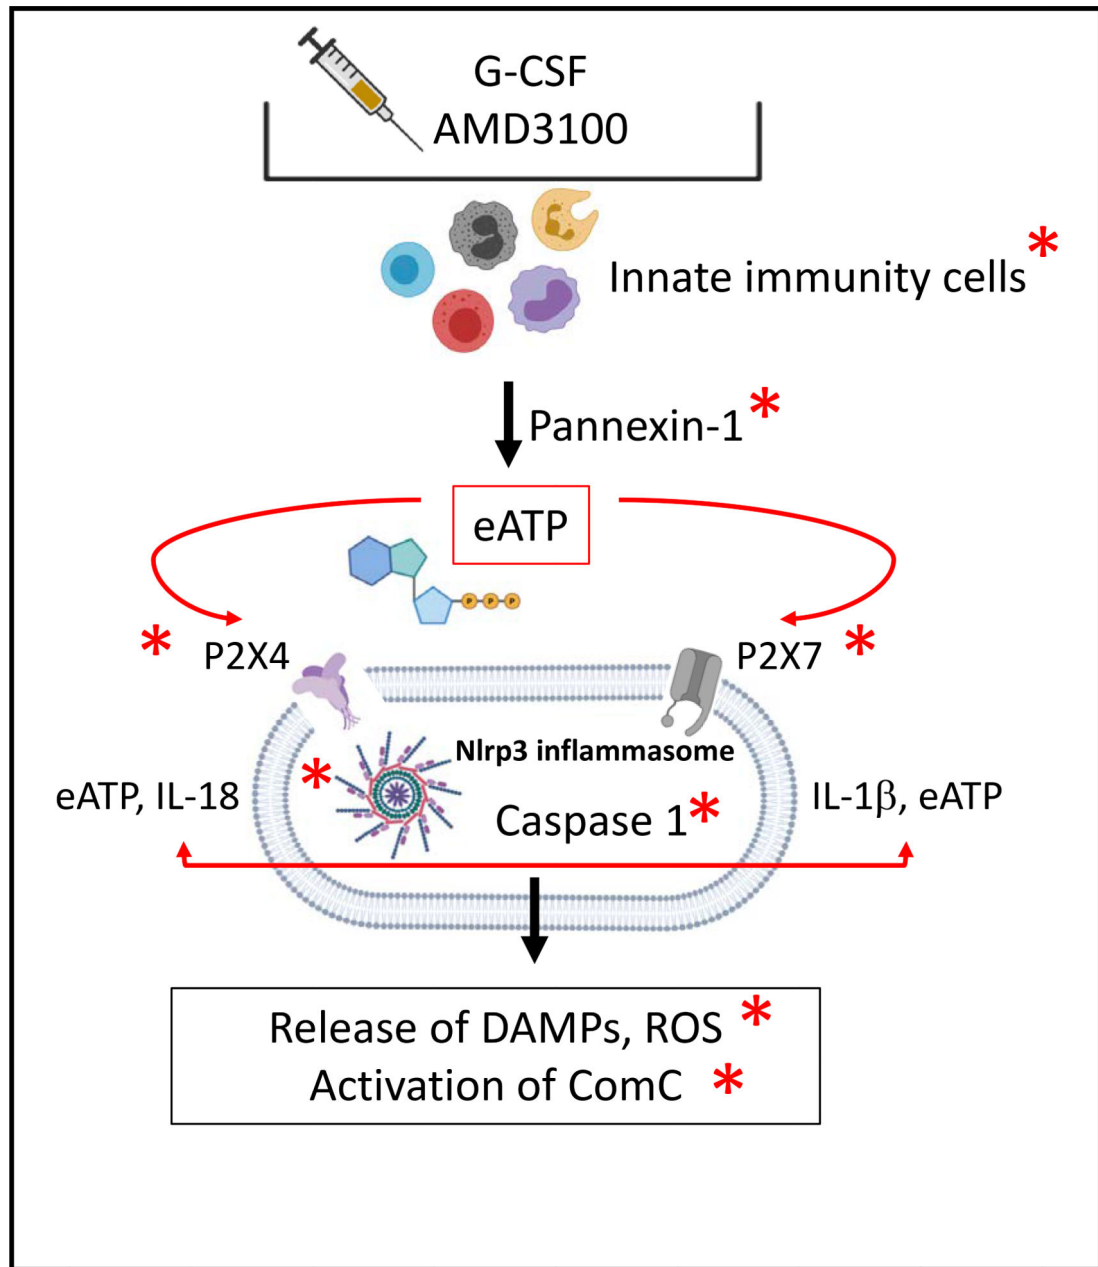 G-CSF
AMD3100
Innate immunity cells*
Pannexin-1*
eATP
P P P
* P2X4
P2X7 *
Nlrp3 inflammasome
*
eATP, IL-18
Caspase 1*
IL-1β, eATP
Release of DAMPs, ROS *
Activation of ComC *